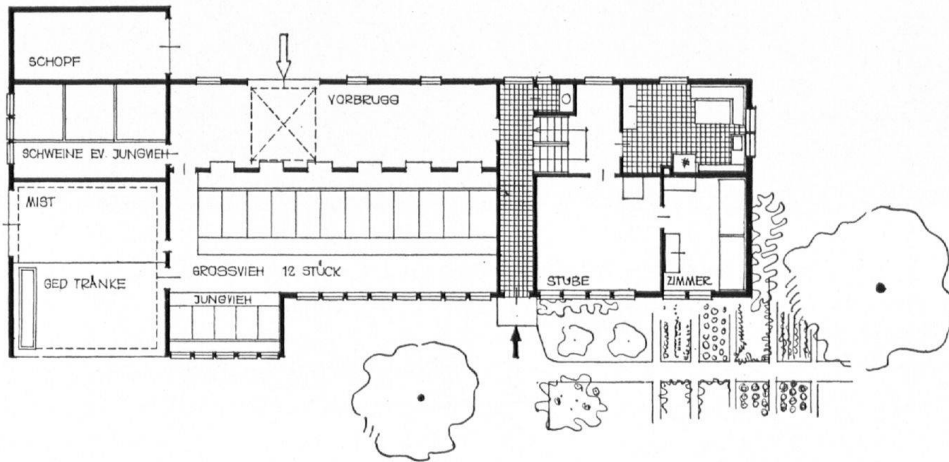 SCHOPF
VORBRUGG
SCHWEINE EV. JUNGVIEH
MIST
GROSSVIEH 12 STÜCK
GED TRÄNKE
STUBE
ZIMMER
JUNGVIEH